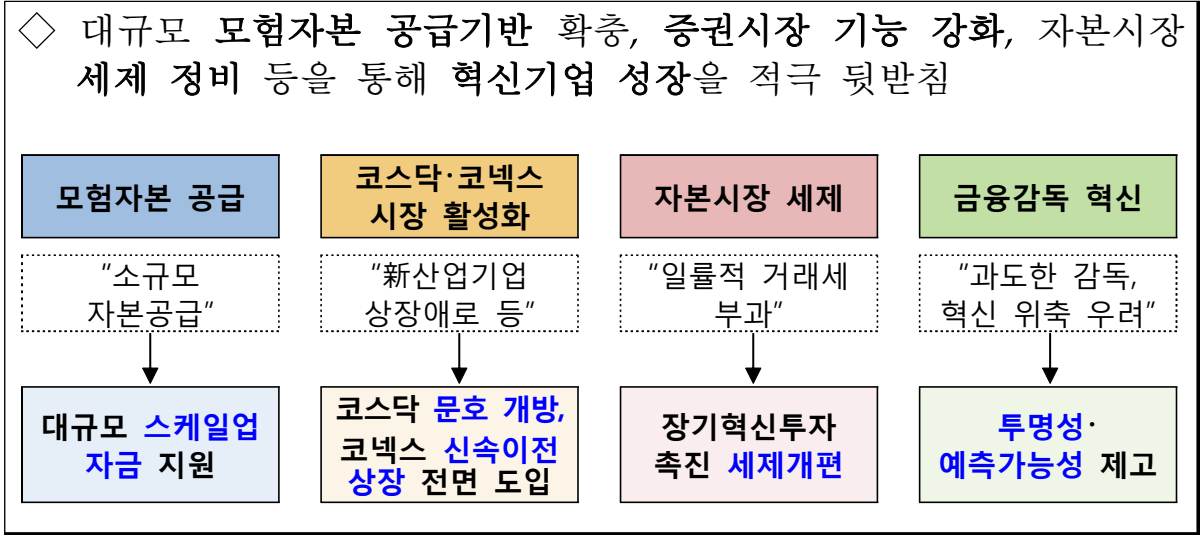 ◇ 대규모 모험자본 공급기반 확충, 증권시장 기능 강화, 자본시장
세제 정비 등을 통해 혁신기업 성장을 적극 뒷받침
모험자본 공급
코스닥·코넥스
시장 활성화
자본시장 세제
금융감독 혁신
“소규모
자본공급”
“新산업기업
상장애로 등”
“일률적 거래세
부과”
“과도한 감독,
혁신 위축 우려”
대규모 스케일업
자금 지원
코스닥 문호 개방,
코넥스 신속이전
상장 전면 도입
장기혁신투자
촉진 세제개편
투명성·
예측가능성 제고